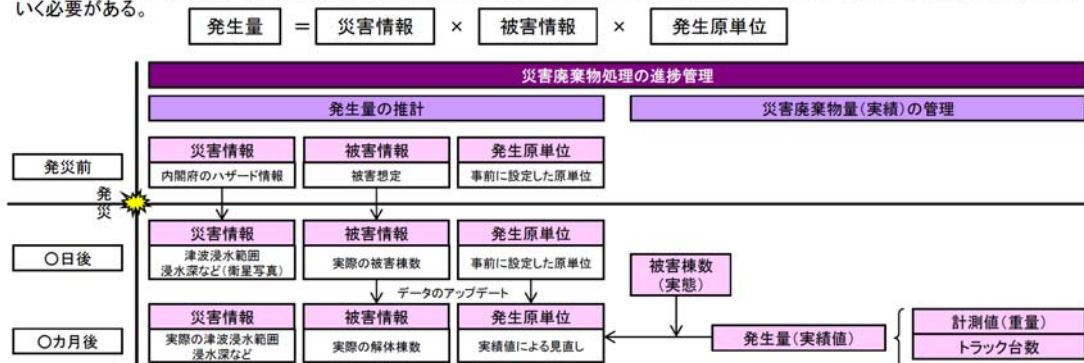 いく必要がある。
発生量 = 災害情報 × 被害情報 × 発生原単位
災害廃棄物処理の進捗管理
発生量の推計
災害廃棄物量(実績)の管理
発災前
災害情報
内閣府のハザード情報
被害情報
被害想定
発生原単位
事前に設定した原単位
発災
〇日後
災害情報
津波浸水範囲
浸水深など(衛星写真)
被害情報
実際の被害棟数
発生原単位
事前に設定した原単位
データのアップデート
被害棟数
(実態)
〇カ月後
災害情報
実際の津波浸水範囲
浸水深など
被害情報
実際の解体棟数
発生原単位
実績値による見直し
発生量(実績値)
計測値(重量)
トラック台数